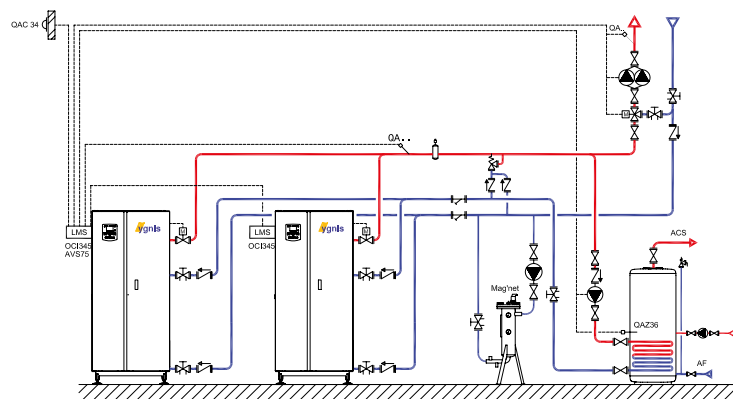 QAC 34
QA..
QA..
M
LMS
OCI345
AVS75
ygnis
M
LMS
OCI345
ygnis
M
Mag'net
ACS
QAZ36
AF